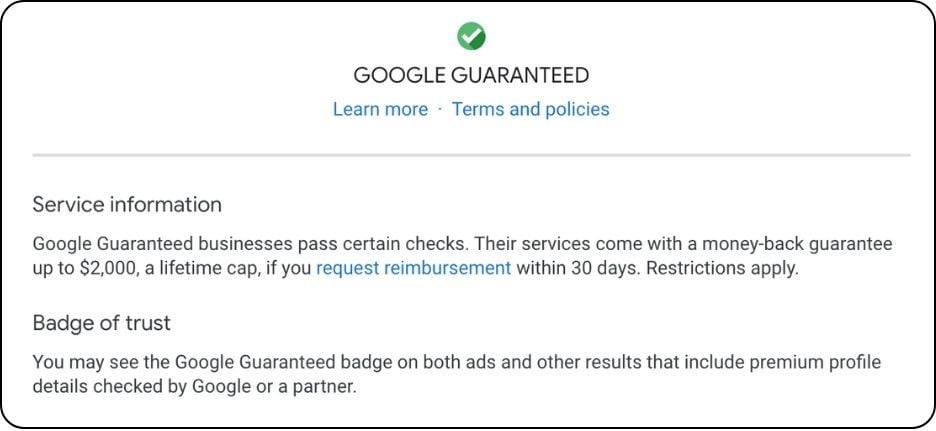 GOOGLE GUARANTEED
Learn more · Terms and policies
Service information
Google Guaranteed businesses pass certain checks. Their services come with a money-back guarantee
up to $2,000, a lifetime cap, if you request reimbursement within 30 days. Restrictions apply.
Badge of trust
You may see the Google Guaranteed badge on both ads and other results that include premium profile
details checked by Google or a partner.